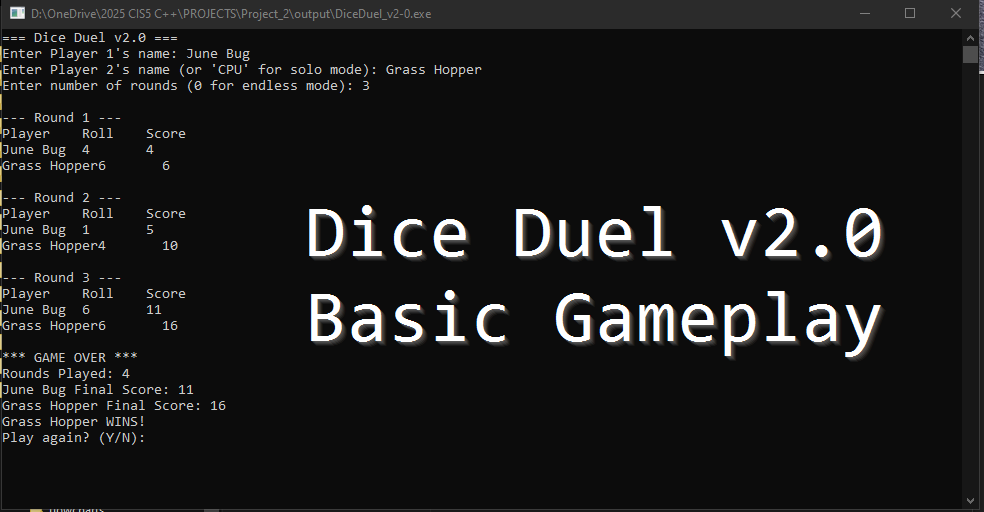 D:\OneDrive\2025 CIS5 C++\PROJECTS\Project_2\output\DiceDuel_v2-0.exe
=== Dice Duel v2.0 ===
Enter Player 1's name: June Bug
Enter Player 2's name (or 'CPU' for solo mode): Grass Hopper
Enter number of rounds (0 for endless mode): 3
--- Round 1 ---
Player    Roll    Score
June Bug  4       4
Grass Hopper6       6
--- Round 2 ---
Player    Roll    Score
June Bug  1       5
Grass Hopper4       10
--- Round 3 ---
Player    Roll    Score
June Bug  6       11
Grass Hopper6       16
*** GAME OVER ***
Rounds Played: 4
June Bug Final Score: 11
Grass Hopper Final Score: 16
Grass Hopper WINS!
Play again? (Y/N):
Dice Duel v2.0
Basic Gameplay